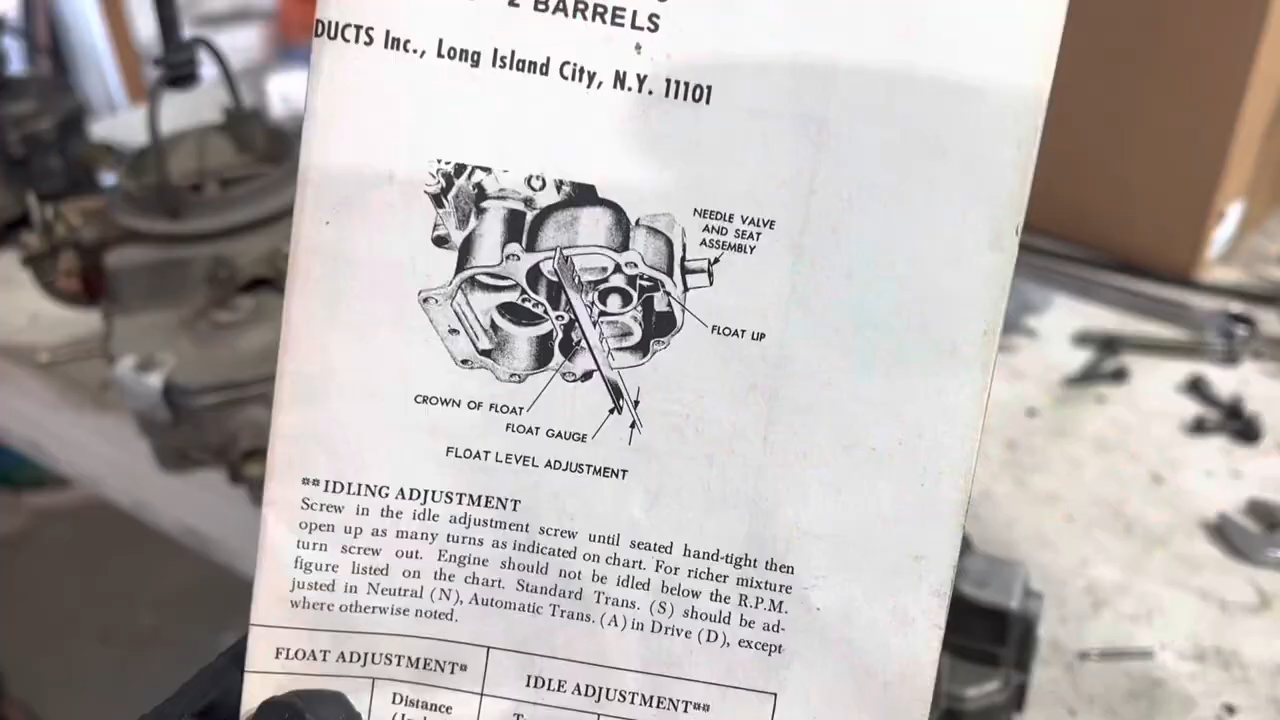 2 BARRELS
DUCTS Inc., Long Island City, N.Y. 11101
NEEDLE VALVE
AND SEAT
ASSEMBLY
FLOAT LIP
CROWN OF FLOAT
FLOAT GAUGE
FLOAT LEVEL ADJUSTMENT
**IDLING ADJUSTMENT
Screw in the idle adjustment screw until seated hand-tight then
open up as many turns as indicated on chart. For richer mixture
turn screw out. Engine should not be idled below the R.P.M.
figure listed on the chart. Standard Trans. (S) should be ad-
justed in Neutral (N), Automatic Trans. (A) in Drive (D), except
where otherwise noted.
FLOAT ADJUSTMENT*
IDLE ADJUSTMENT**
Distance